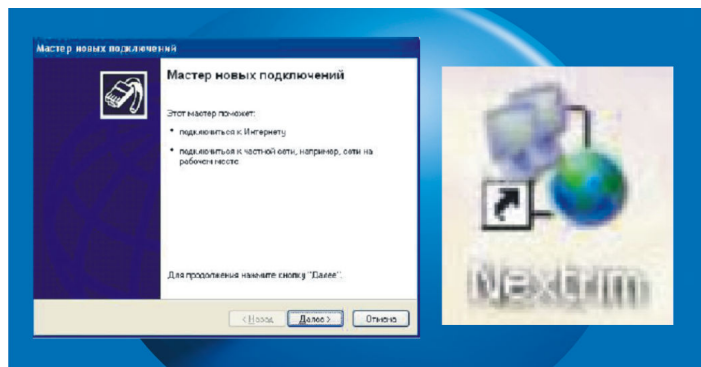 Мастер новых подключений
Мастер новых подключений
Этот мастер поможет:
• подключиться к Интернету
• подключиться к частной сети, например, сети на
рабочем месте
Для продолжения нажмите кнопку "Далее".
< Назад
Далее >
Отмена
Nextrim